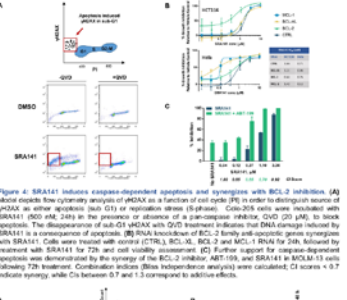 A
Apoptosis induced
γH2AX in sub-G1
γH2AX
-QVD
+QVD
DMSO
SRA141
B
HCT116
BCL-2
CTRL
C
SRA141
SRA141 + ABT-199
% Inhibition
Figure 4: SRA141 induces caspase-dependent apoptosis and synergizes with BCL-2 inhibition. (A)
Model depicts flow cytometry analysis of γH2AX as a function of cell cycle (PI) in order to distinguish source of
γH2AX as either apoptosis (sub G1) or replication stress (S-phase). Colo-205 cells were incubated with
SRA141 (500 nM; 24h) in the presence or absence of a pan-caspase inhibitor, QVD (20 μM), to block
apoptosis. The disappearance of sub-G1 γH2AX with QVD treatment indicates that DNA damage induced by
SRA141 is a consequence of apoptosis. (B) RNAi knockdown of BCL-2 family anti-apoptotic genes synergizes
with SRA141. Cells were treated with control (CTRL), BCL-XL, BCL-2 and MCL-1 RNAi for 24h, followed by
treatment with SRA141 for 72h and cell viability assessment. (C) Further support for caspase-dependent
apoptosis was demonstrated by the synergy of the BCL-2 inhibitor, ABT-199, and SRA141 in MOLM-13 cells
following 72h treatment. Combination indices (Bliss Independence analysis) were calculated; CI scores < 0.7
indicate synergy, while CIs between 0.7 and 1.3 correspond to additive effects.